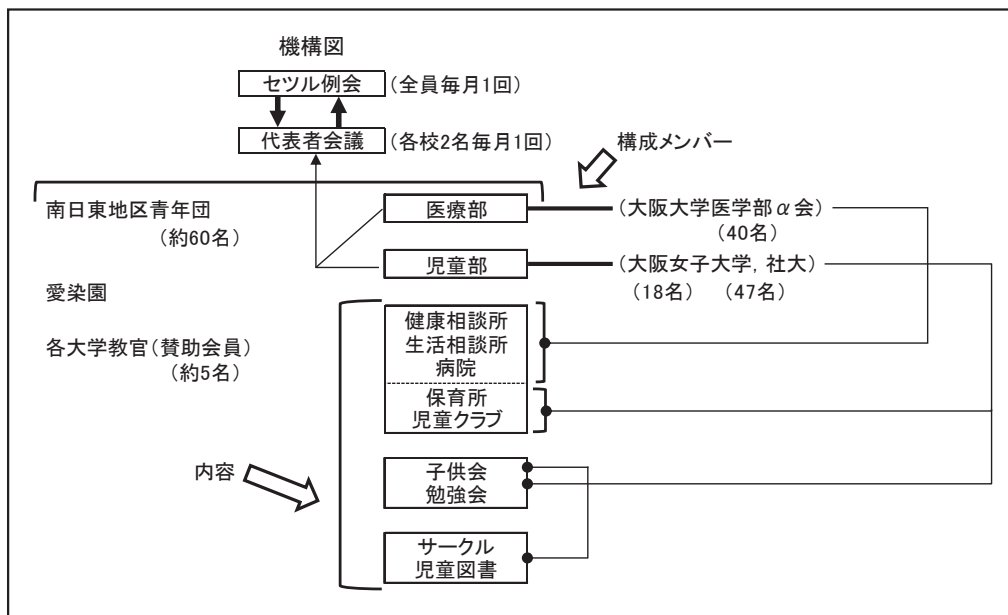 機構図
セツル例会 (全員毎月1回)
代表者会議 (各校2名毎月1回)
構成メンバー
南日東地区青年団
(約60名)
医療部
(大阪大学医学部α会)
(40名)
児童部
(大阪女子大学，社大)
(18名) (47名)
愛染園
各大学教官(賛助会員)
(約5名)
健康相談所
生活相談所
病院
保育所
児童クラブ
内容
子供会
勉強会
サークル
児童図書